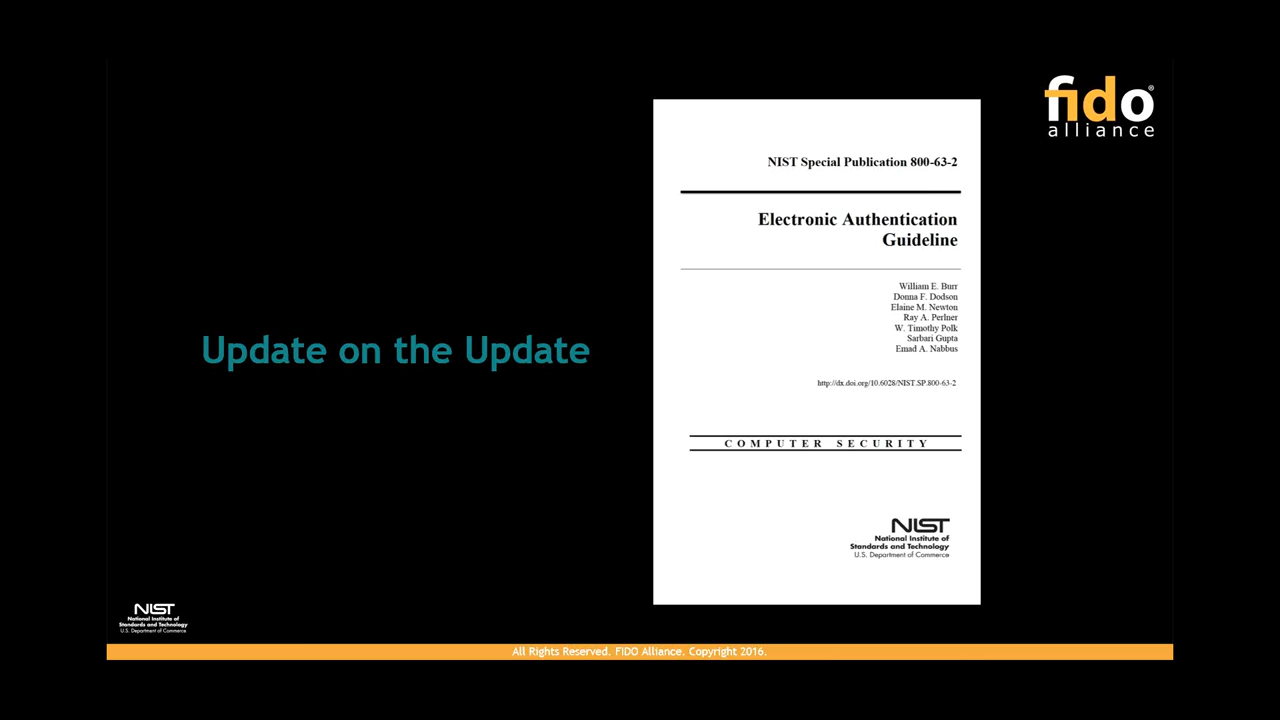 fido®
alliance
NIST Special Publication 800-63-2
Electronic Authentication
Guideline
William E. Burr
Donna F. Dodson
Elaine M. Newton
Ray A. Perlner
W. Timothy Polk
Sarbari Gupta
Emad A. Nabbus
http://dx.doi.org/10.6028/NIST.SP.800-63-2
COMPUTER SECURITY
NIST
National Institute of
Standards and Technology
U.S. Department of Commerce
Update on the Update
NIST
National Institute of
Standards and Technology
U.S. Department of Commerce
All Rights Reserved. FIDO Alliance. Copyright 2016.